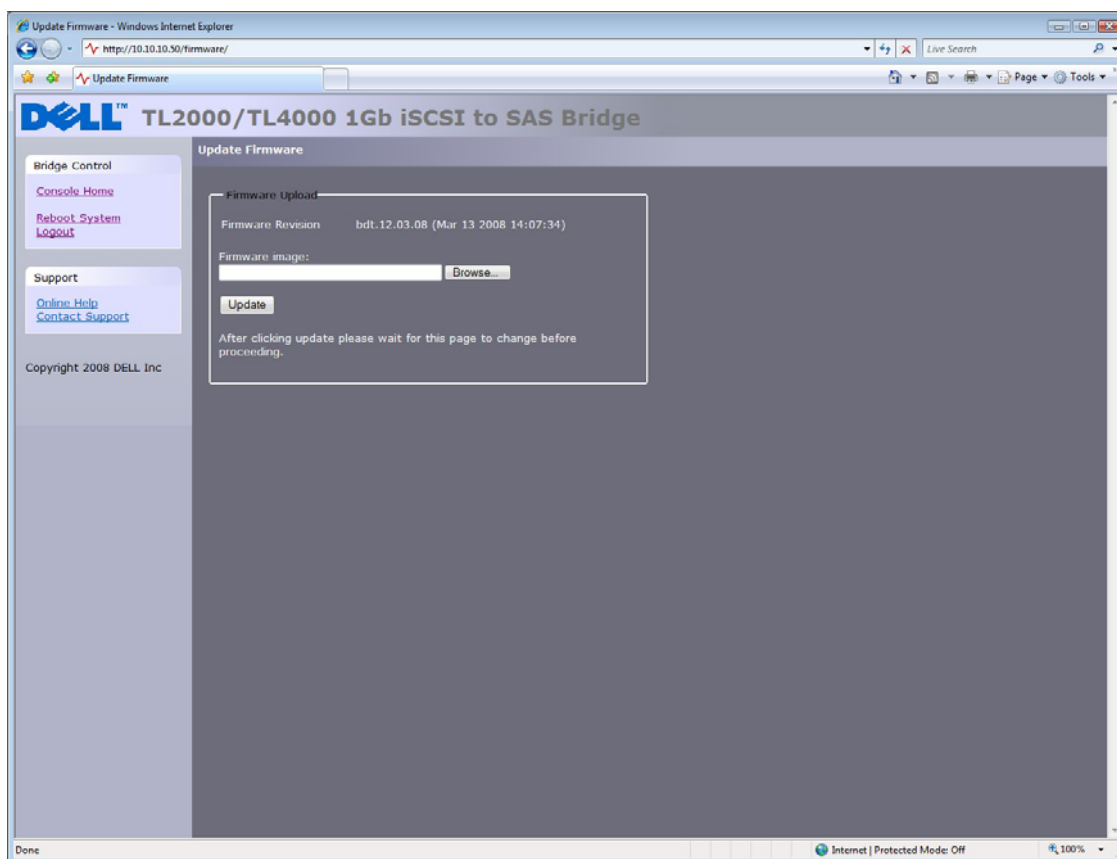 Update Firmware - Windows Internet Explorer
http://10.10.10.50/firmware/
Live Search
Update Firmware
Page
Tools
DELL™ TL2000/TL4000 1Gb iSCSI to SAS Bridge
Update Firmware
Bridge Control
Console Home
Reboot System
Logout
Support
Online Help
Contact Support
Copyright 2008 DELL Inc
Firmware Upload
Firmware Revision bdt.12.03.08 (Mar 13 2008 14:07:34)
Firmware image:
Browse...
Update
After clicking update please wait for this page to change before
proceeding.
Done
Internet | Protected Mode: Off
100%